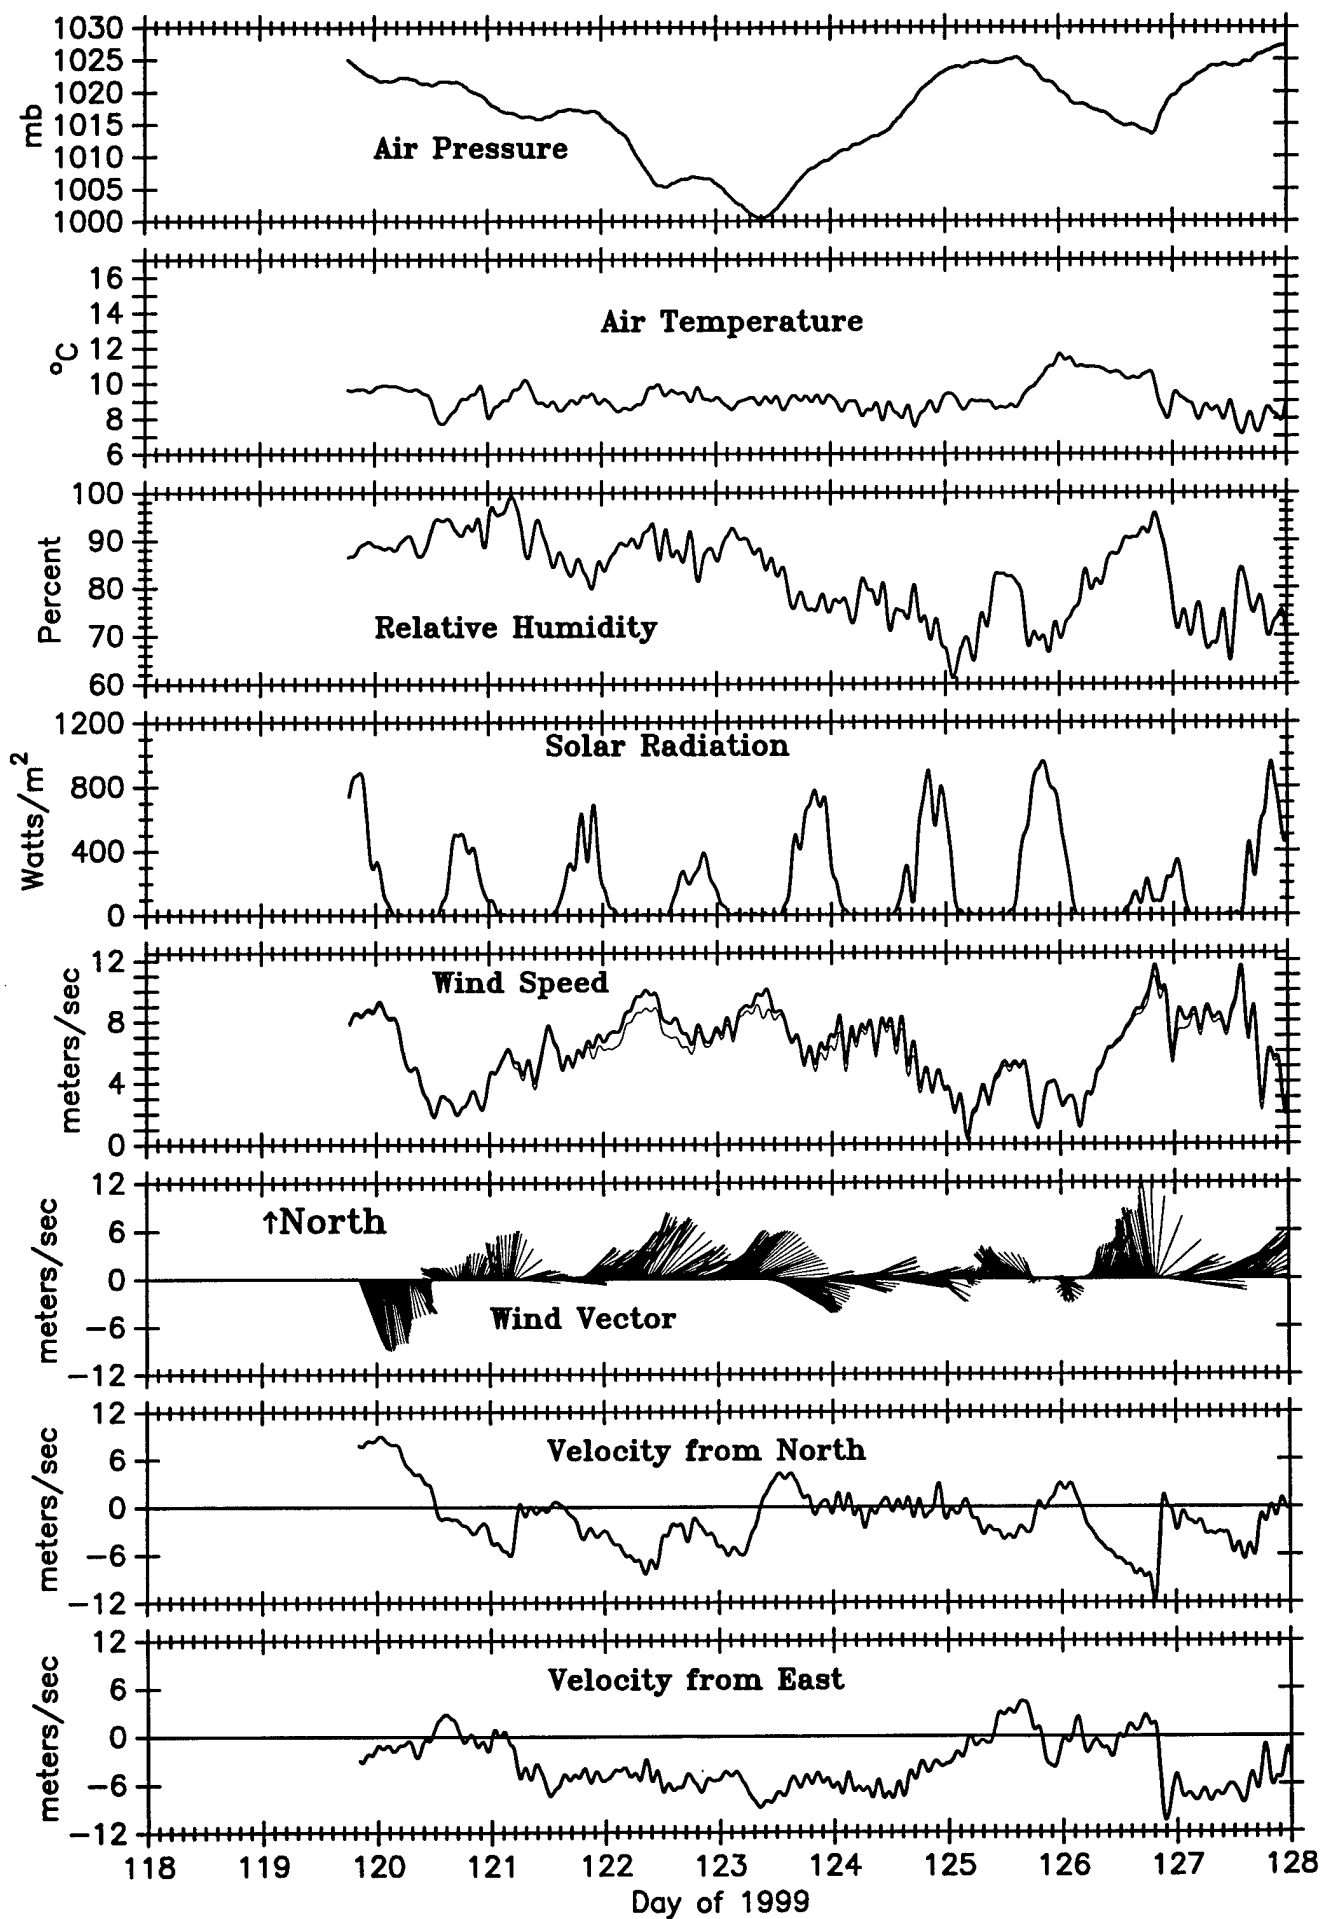 1030
1025
1020
1015
1010
1005
1000
mb
Air Pressure
16
14
12
10
8
6
°C
Air Temperature
100
90
80
70
60
Percent
Relative Humidity
1200
800
400
0
Watts/m²
Solar Radiation
12
8
4
0
meters/sec
Wind Speed
12
6
0
−6
−12
meters/sec
↑North
Wind Vector
12
6
0
−6
−12
meters/sec
Velocity from North
12
6
0
−6
−12
meters/sec
Velocity from East
118 119 120 121 122 123 124 125 126 127 128
Day of 1999